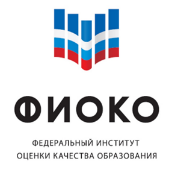 ФИОКО
ФЕДЕРАЛЬНЫЙ ИНСТИТУТ
ОЦЕНКИ КАЧЕСТВА ОБРАЗОВАНИЯ